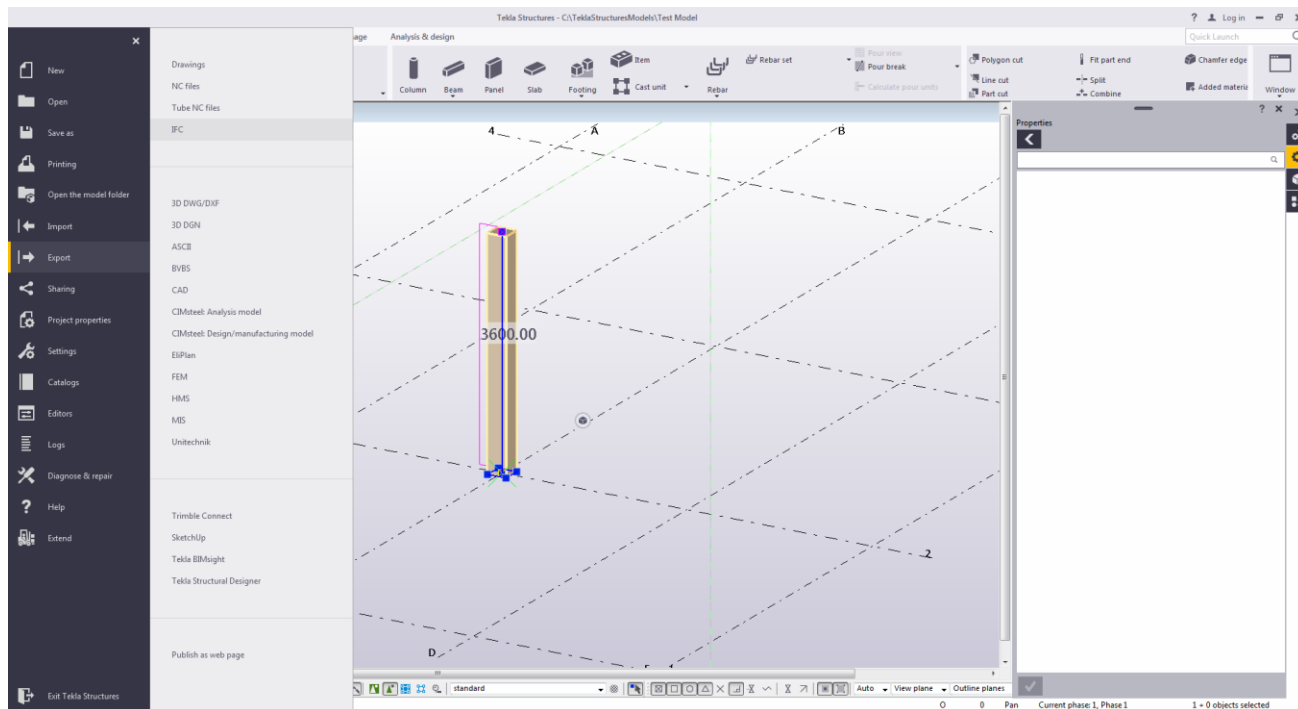 Tekla Structures - C:\TeklaStructuresModels\Test Model
? Log in
Analysis & design
Quick Launch
New
Open
Save as
Printing
Open the model folder
Import
Export
Sharing
Project properties
Settings
Catalogs
Editors
Logs
Diagnose & repair
Help
Extend
Exit Tekla Structures
Drawings
NC files
Tube NC files
IFC
3D DWG/DXF
3D DGN
ASCII
BVBS
CAD
CIMsteel: Analysis model
CIMsteel: Design/manufacturing model
EliPlan
FEM
HMS
MIS
Unitechnik
Trimble Connect
SketchUp
Tekla BIMsight
Tekla Structural Designer
Publish as web page
Column
Beam
Panel
Slab
Footing
Item
Cast unit
Rebar
Rebar set
Pour view
Pour break
Calculate pour units
Polygon cut
Line cut
Part cut
Fit part end
Split
Combine
Chamfer edge
Added materia
Window
4
A
B
3600.00
2
D
Properties
standard
Auto
View plane
Outline planes
O 0 Pan Current phase: 1, Phase 1 1 + 0 objects selected